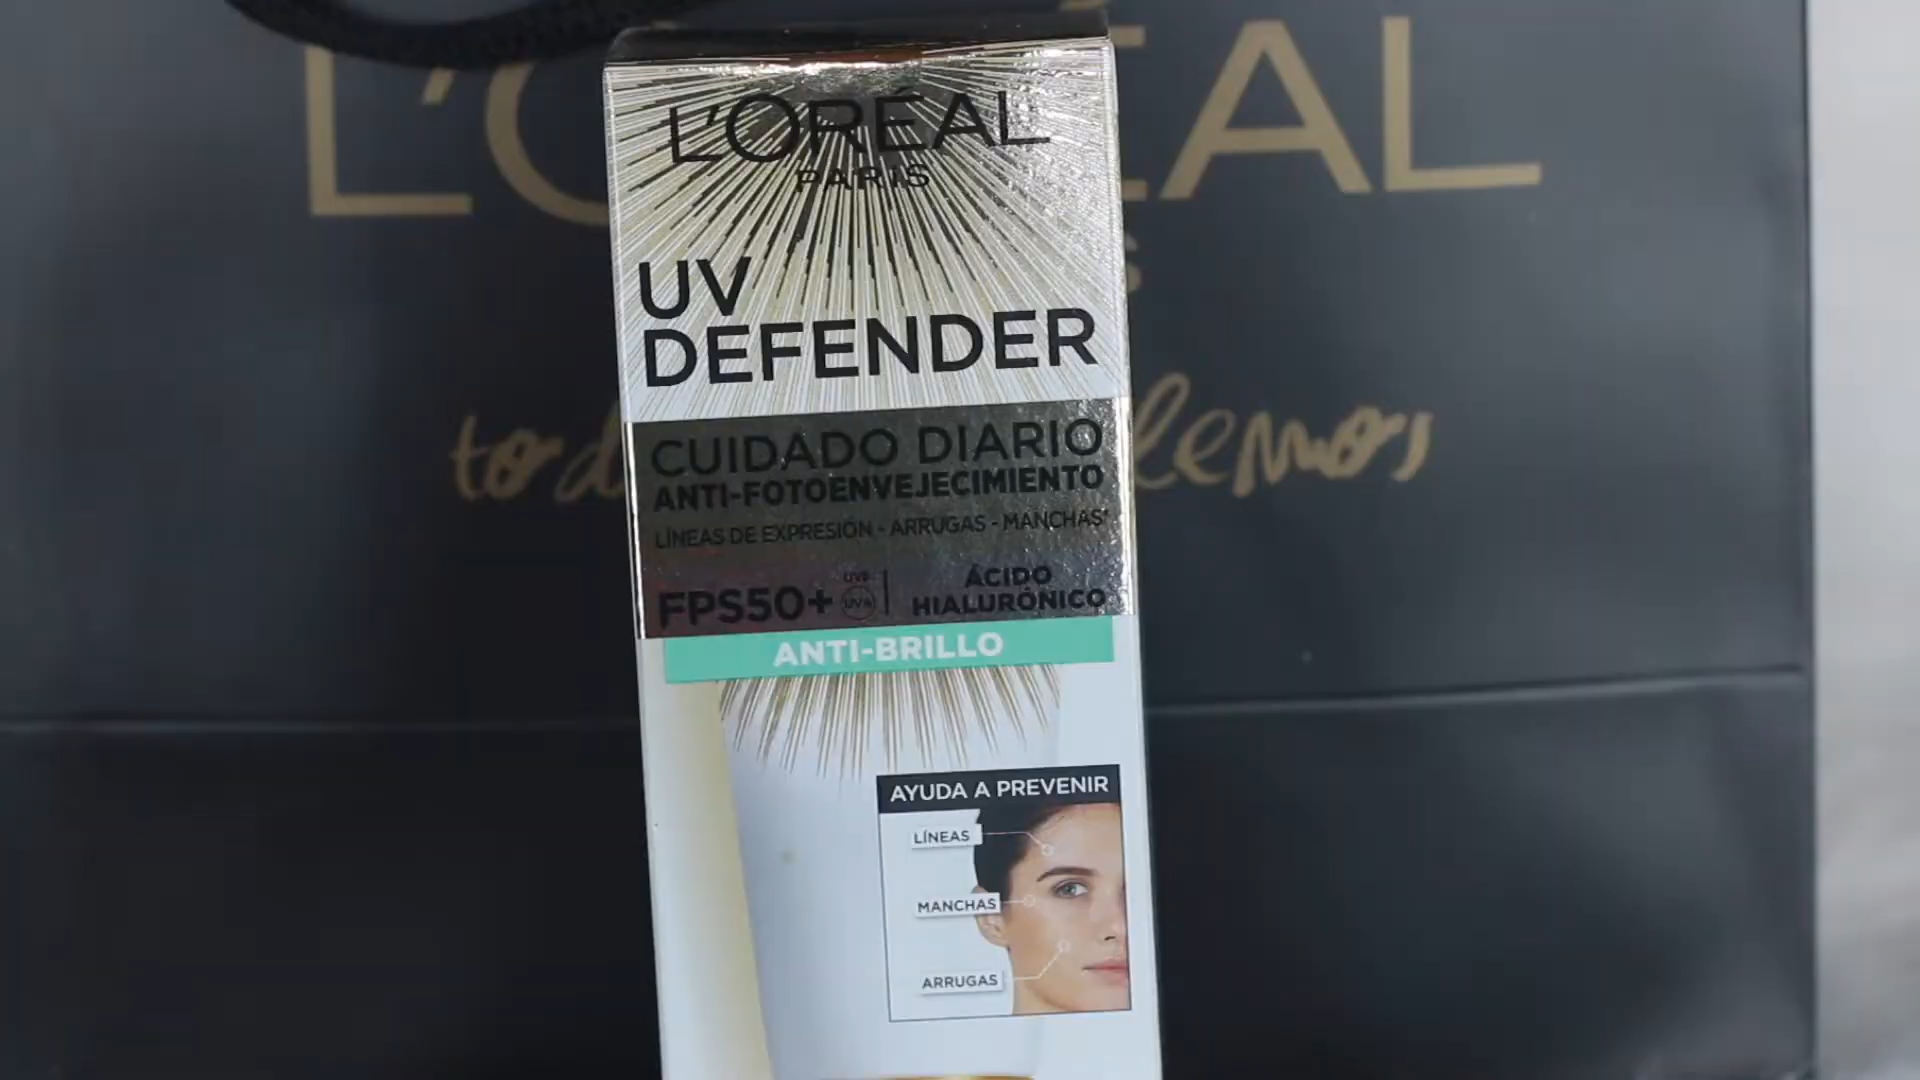 L'ORÉAL
PARIS
UV
DEFENDER
CUIDADO DIARIO
ANTI-FOTOENVEJECIMIENTO
LÍNEAS DE EXPRESIÓN - ARRUGAS - MANCHAS*
FPS50+
UVB
UVA
ÁCIDO
HIALURÓNICO
ANTI-BRILLO
AYUDA A PREVENIR
LÍNEAS
MANCHAS
ARRUGAS